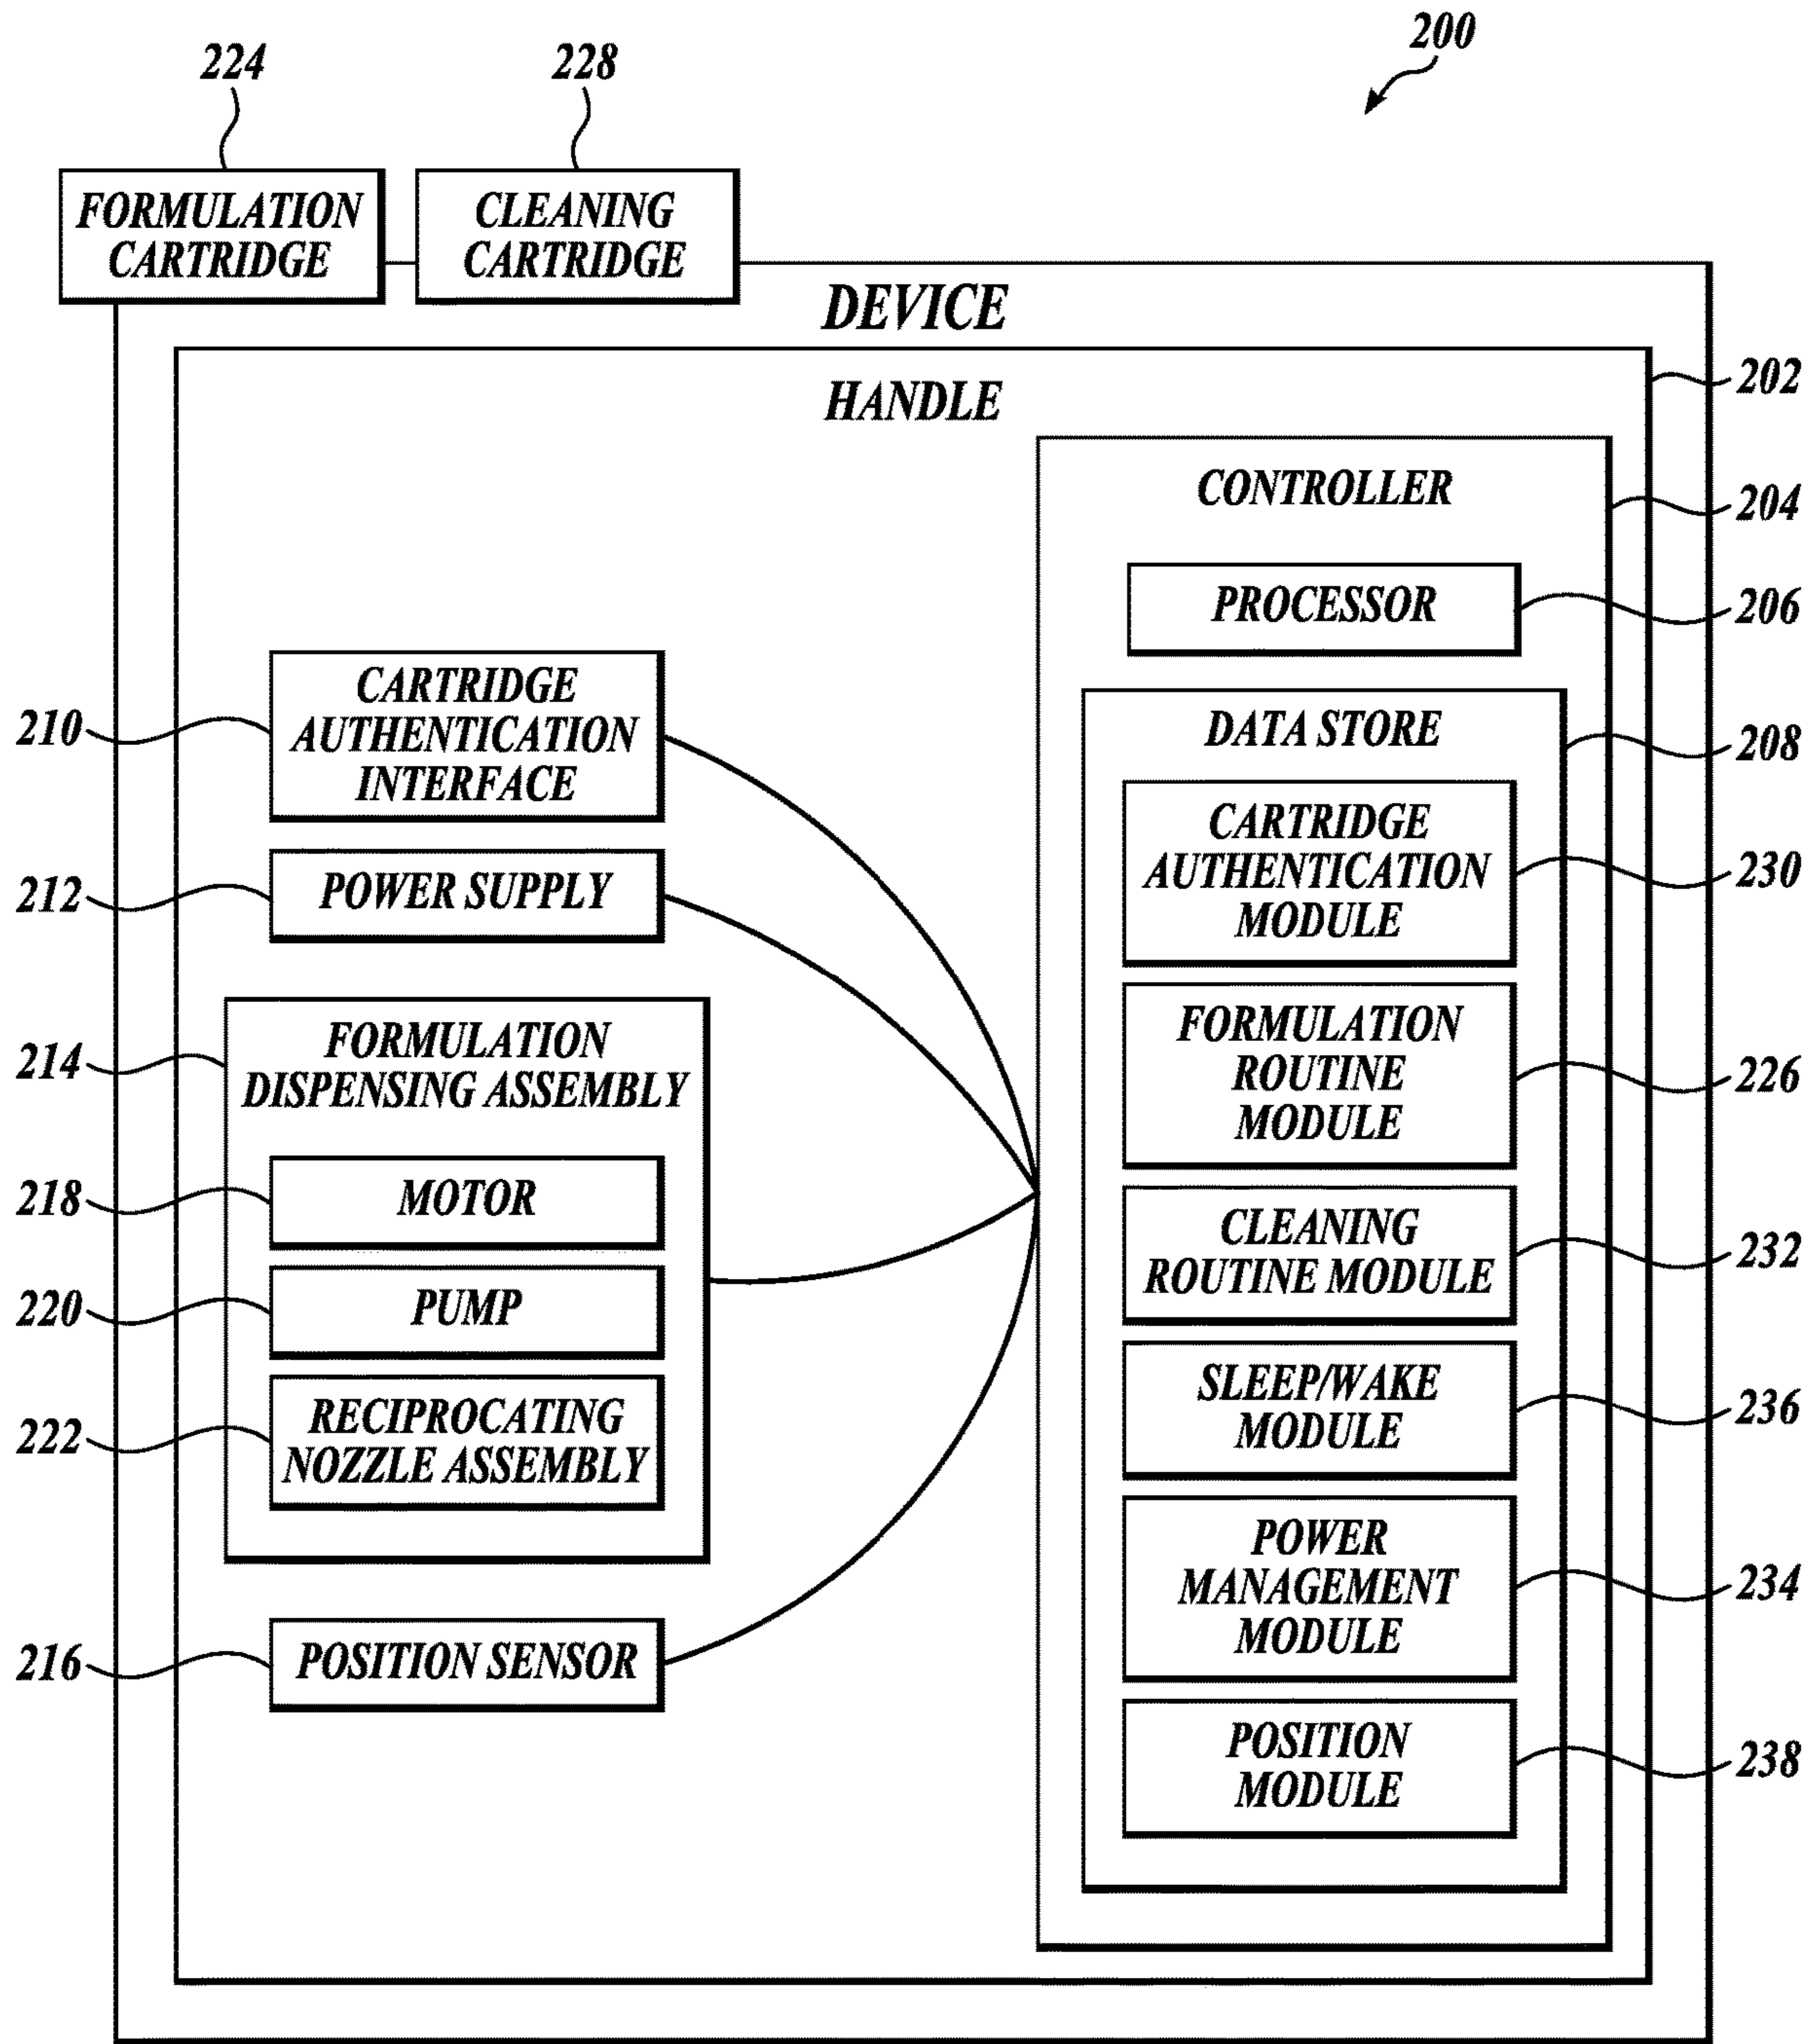 200
224
228
FORMULATION
CARTRIDGE
CLEANING
CARTRIDGE
DEVICE
HANDLE
202
CONTROLLER
204
PROCESSOR
206
DATA STORE
208
CARTRIDGE
AUTHENTICATION
INTERFACE
210
POWER SUPPLY
212
FORMULATION
DISPENSING ASSEMBLY
214
MOTOR
218
PUMP
220
RECIPROCATING
NOZZLE ASSEMBLY
222
POSITION SENSOR
216
CARTRIDGE
AUTHENTICATION
MODULE
230
FORMULATION
ROUTINE
MODULE
226
CLEANING
ROUTINE MODULE
232
SLEEP/WAKE
MODULE
236
POWER
MANAGEMENT
MODULE
234
POSITION
MODULE
238